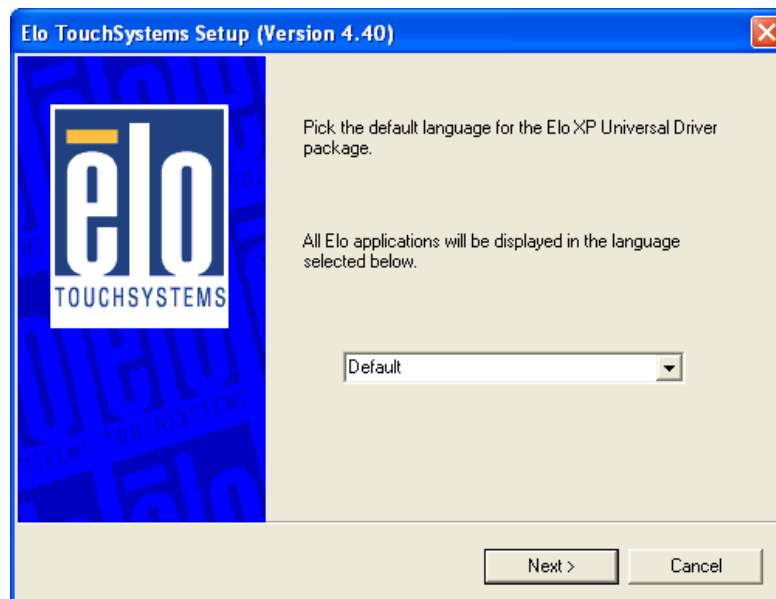 Elo TouchSystems Setup (Version 4.40)
elo
TOUCHSYSTEMS
Pick the default language for the Elo XP Universal Driver
package.
All Elo applications will be displayed in the language
selected below.
Default
Next >
Cancel